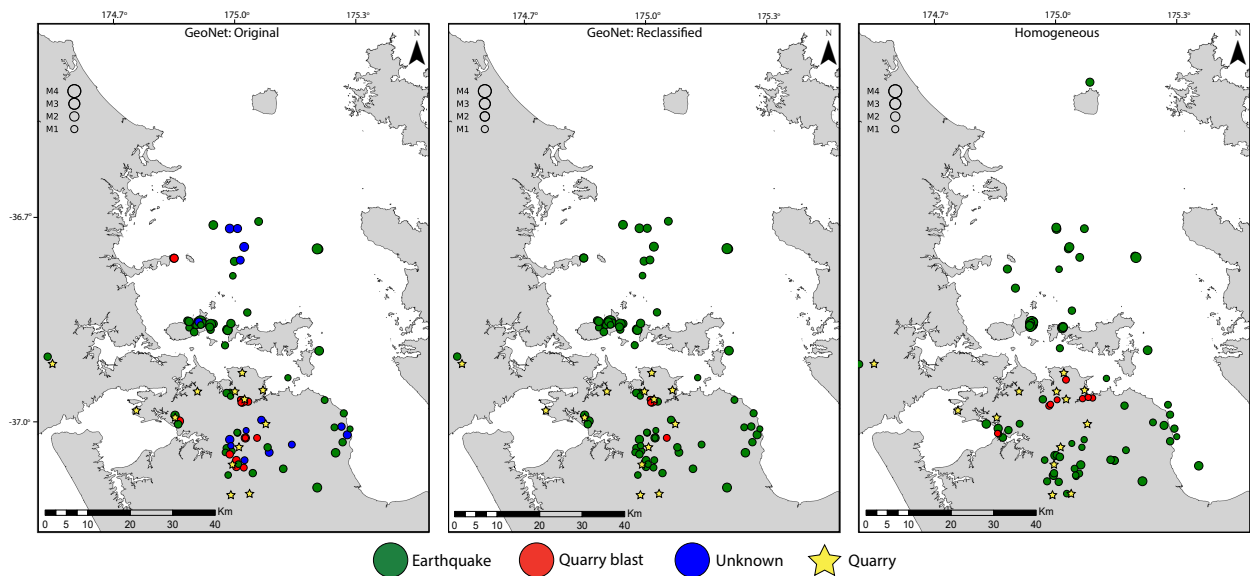 174.7° 175.0° 175.3° 174.7° 175.0° 175.3° 174.7° 175.0° 175.3°
GeoNet: Original GeoNet: Reclassified Homogeneous
N N N
M4 M4 M4
M3 M3 M3
M2 M2 M2
M1 M1 M1
-36.7°
-37.0°
Km Km Km
0 5 10 20 30 40 0 5 10 20 30 40 0 5 10 20 30 40
Earthquake Quarry blast Unknown Quarry